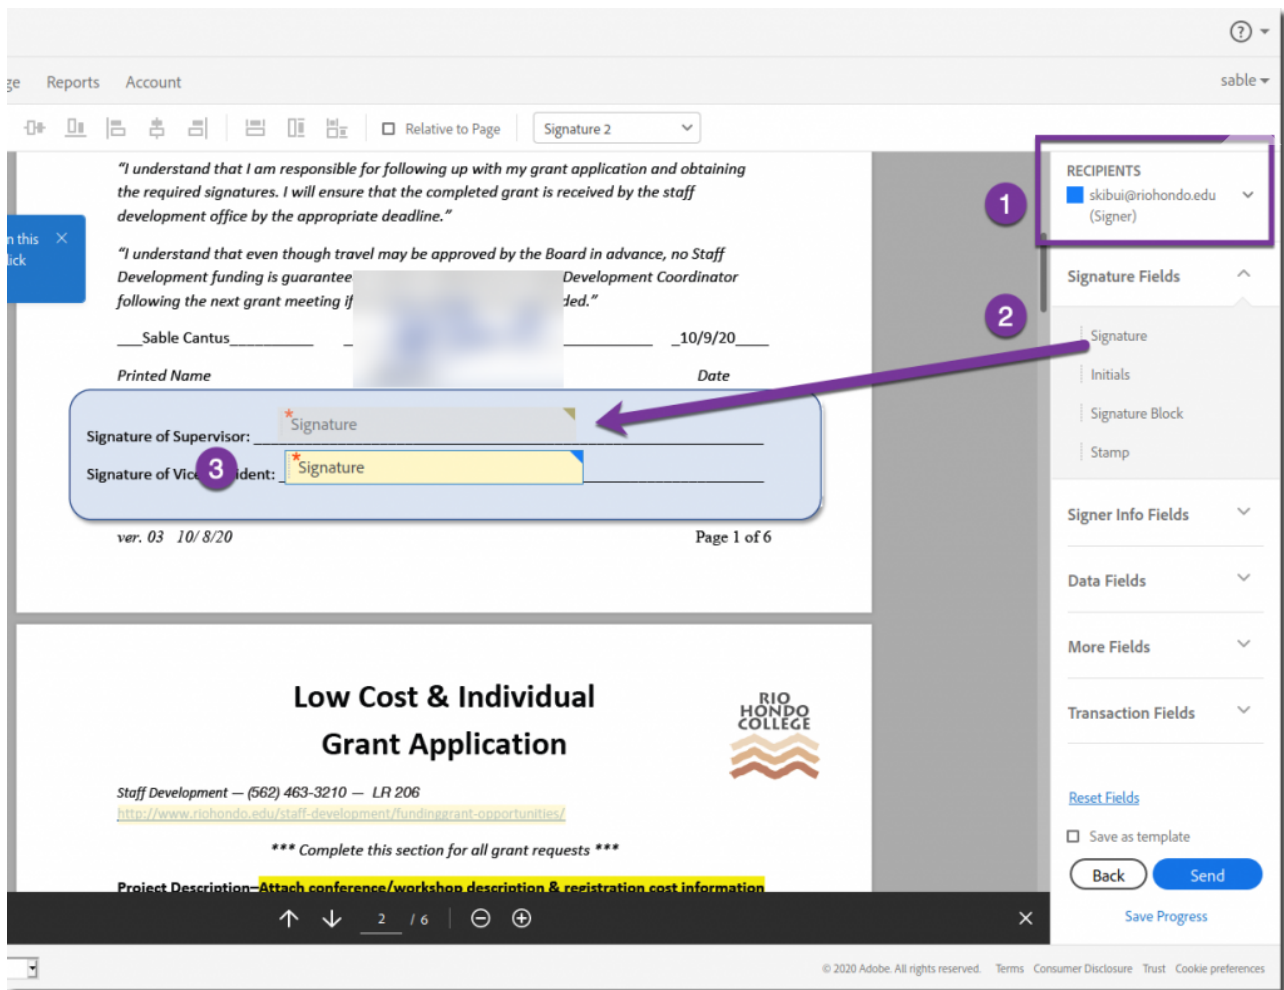 ge Reports Account sable
Relative to Page Signature 2
"I understand that I am responsible for following up with my grant application and obtaining
the required signatures. I will ensure that the completed grant is received by the staff
development office by the appropriate deadline."
n this
lick
"I understand that even though travel may be approved by the Board in advance, no Staff
Development funding is guarantee Development Coordinator
following the next grant meeting if ded."
___Sable Cantus__________ _ _10/9/20____
Printed Name Date
* Signature
Signature of Supervisor:
3 * Signature
Signature of Vice ident:
ver. 03 10/8/20 Page 1 of 6
Low Cost & Individual
Grant Application
RIO
HONDO
COLLEGE
Staff Development — (562) 463-3210 — LR 206
http://www.riohondo.edu/staff-development/fundinggrant-opportunities/
*** Complete this section for all grant requests ***
Project Description–Attach conference/workshop description & registration cost information
2 / 6
1
RECIPIENTS
skibui@riohondo.edu
(Signer)
Signature Fields
2
Signature
Initials
Signature Block
Stamp
Signer Info Fields
Data Fields
More Fields
Transaction Fields
Reset Fields
Save as template
Back Send
Save Progress
© 2020 Adobe. All rights reserved. Terms Consumer Disclosure Trust Cookie preferences